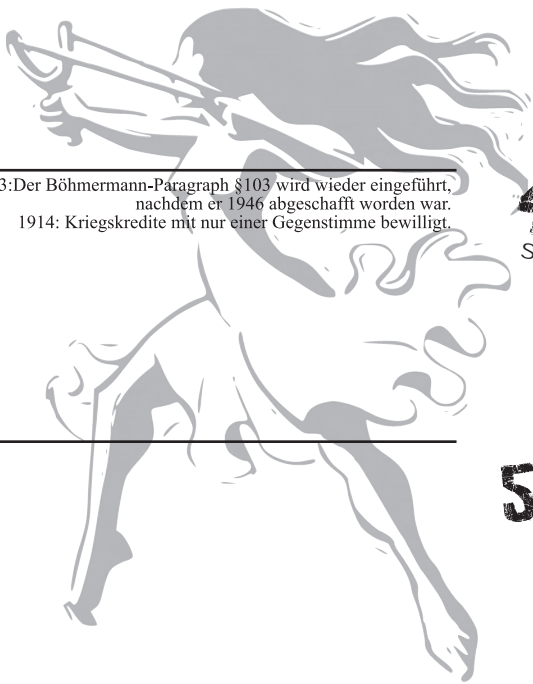 3:Der Böhmermann-Paragraph §103 wird wieder eingeführt,
nachdem er 1946 abgeschafft worden war.
1914: Kriegskredite mit nur einer Gegenstimme bewilligt.
S
5